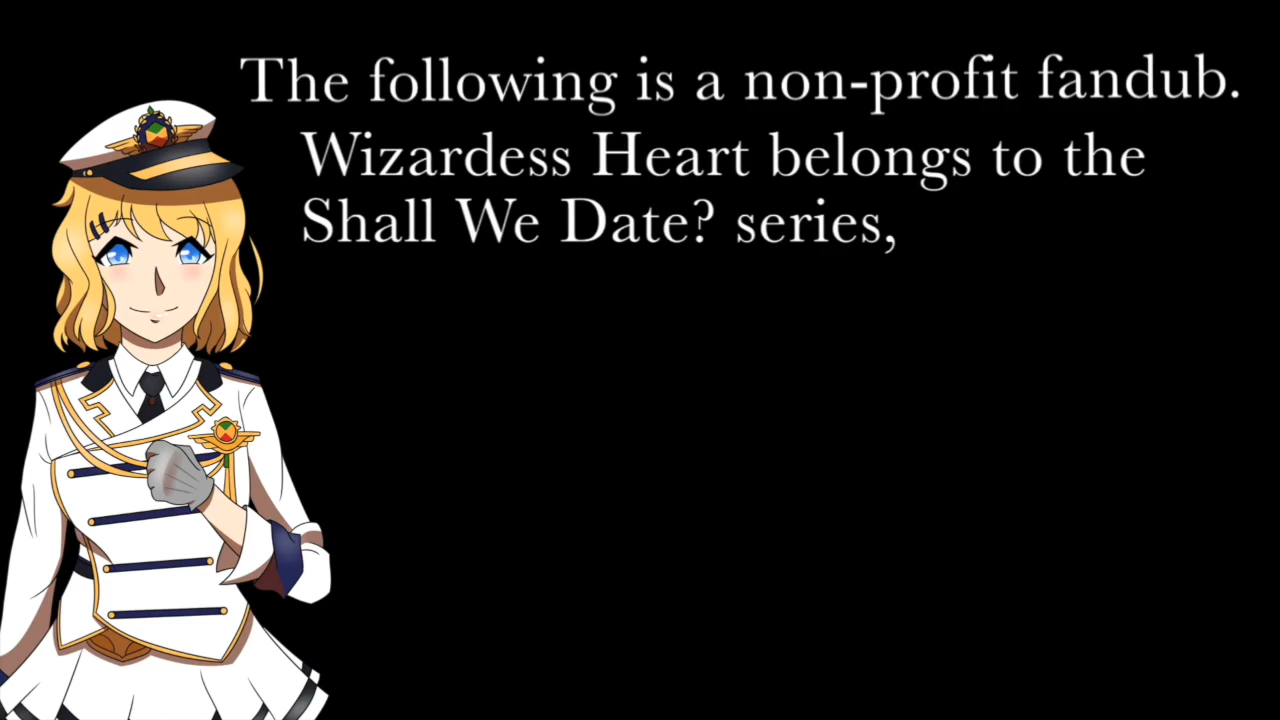 The following is a non-profit fandub.
Wizardess Heart belongs to the
Shall We Date? series,